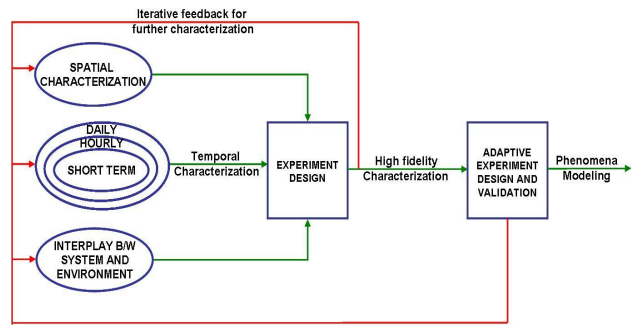 Iterative feedback for
further characterization
SPATIAL
CHARACTERIZATION
DAILY
HOURLY
SHORT TERM
Temporal
Characterization
EXPERIMENT
DESIGN
High fidelity
Characterization
ADAPTIVE
EXPERIMENT
DESIGN AND
VALIDATION
Phenomena
Modeling
INTERPLAY B/W
SYSTEM AND
ENVIRONMENT